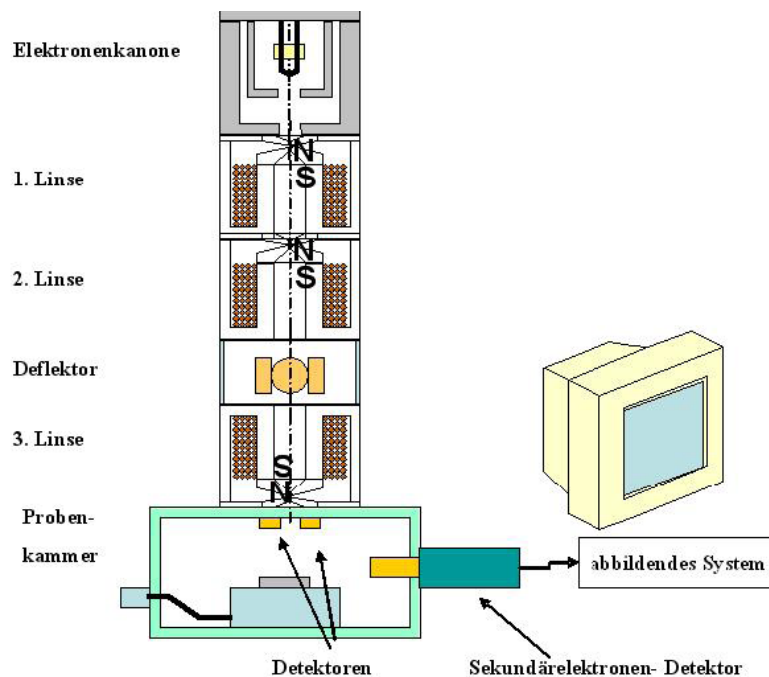 Elektronenkanone
N
1. Linse
S
N
2. Linse
S
Deflektor
3. Linse
S
N
Proben-
kammer
abbildendes System
Detektoren
Sekundärelektronen- Detektor